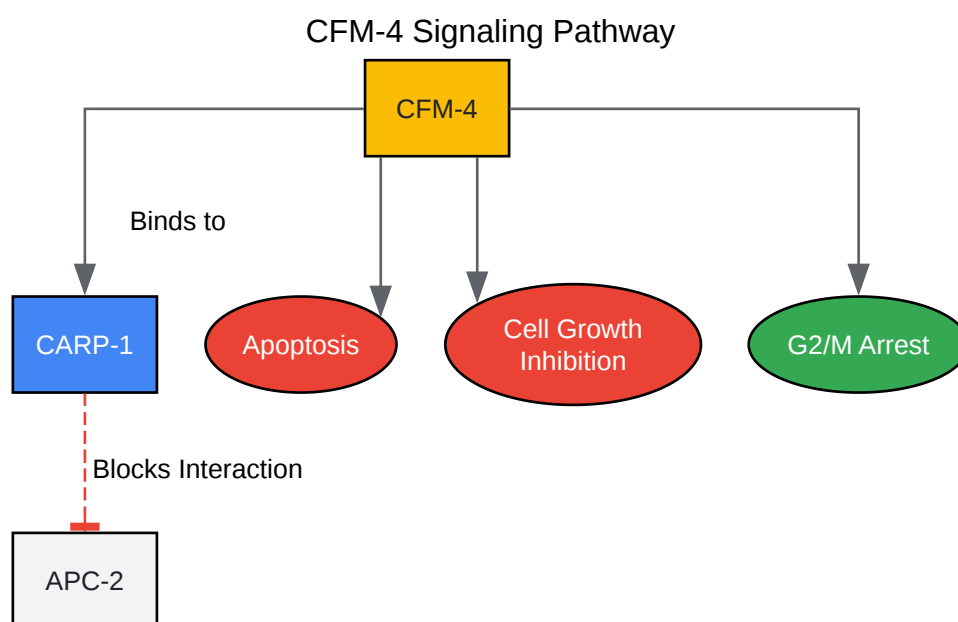 CFM-4 Signaling Pathway
CFM-4
Binds to
CARP-1
Apoptosis
Cell Growth
Inhibition
G2/M Arrest
Blocks Interaction
APC-2